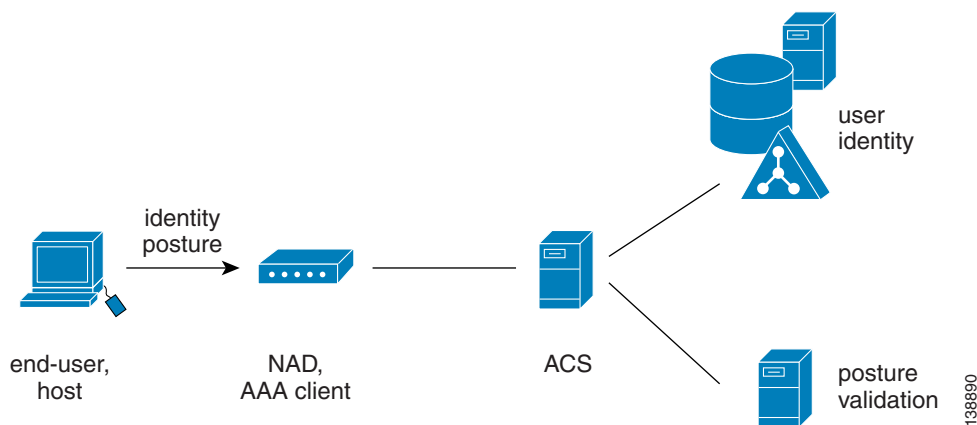 user
identity
identity
posture
end-user,
host
NAD,
AAA client
ACS
posture
validation
138890